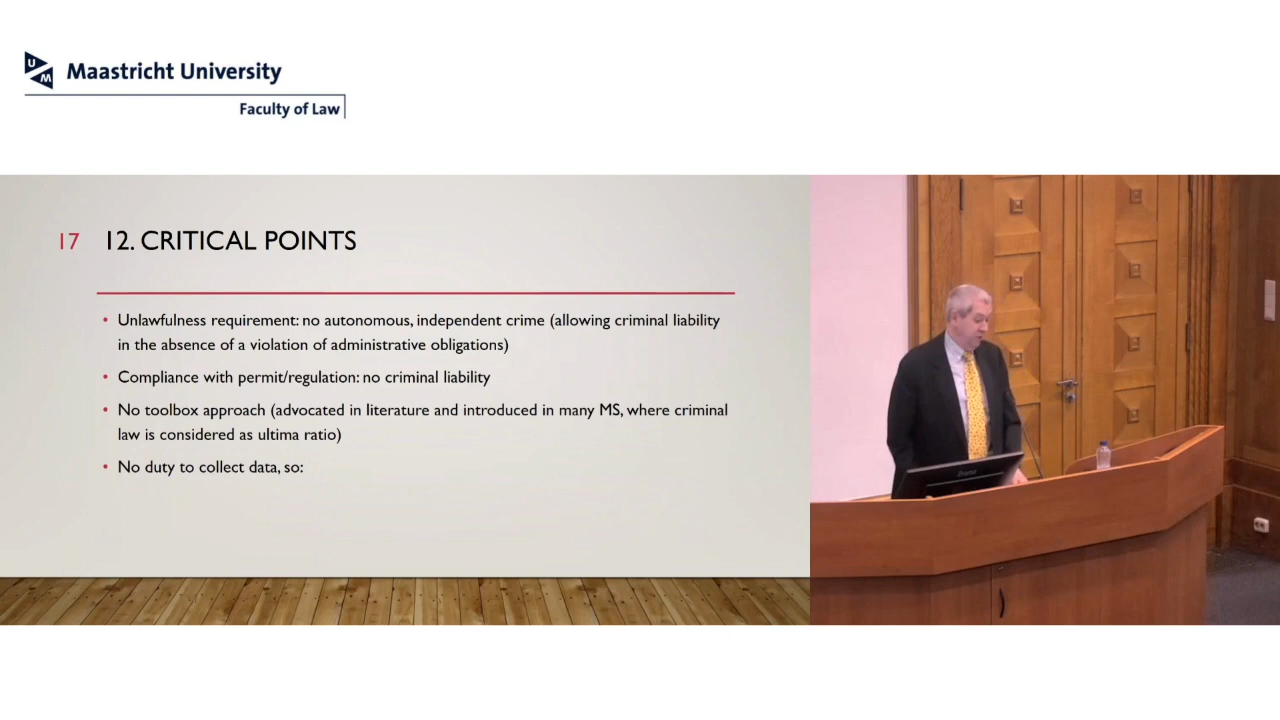 U
M
Maastricht University
Faculty of Law
17 12. CRITICAL POINTS
• Unlawfulness requirement: no autonomous, independent crime (allowing criminal liability
in the absence of a violation of administrative obligations)
• Compliance with permit/regulation: no criminal liability
• No toolbox approach (advocated in literature and introduced in many MS, where criminal
law is considered as ultima ratio)
• No duty to collect data, so: